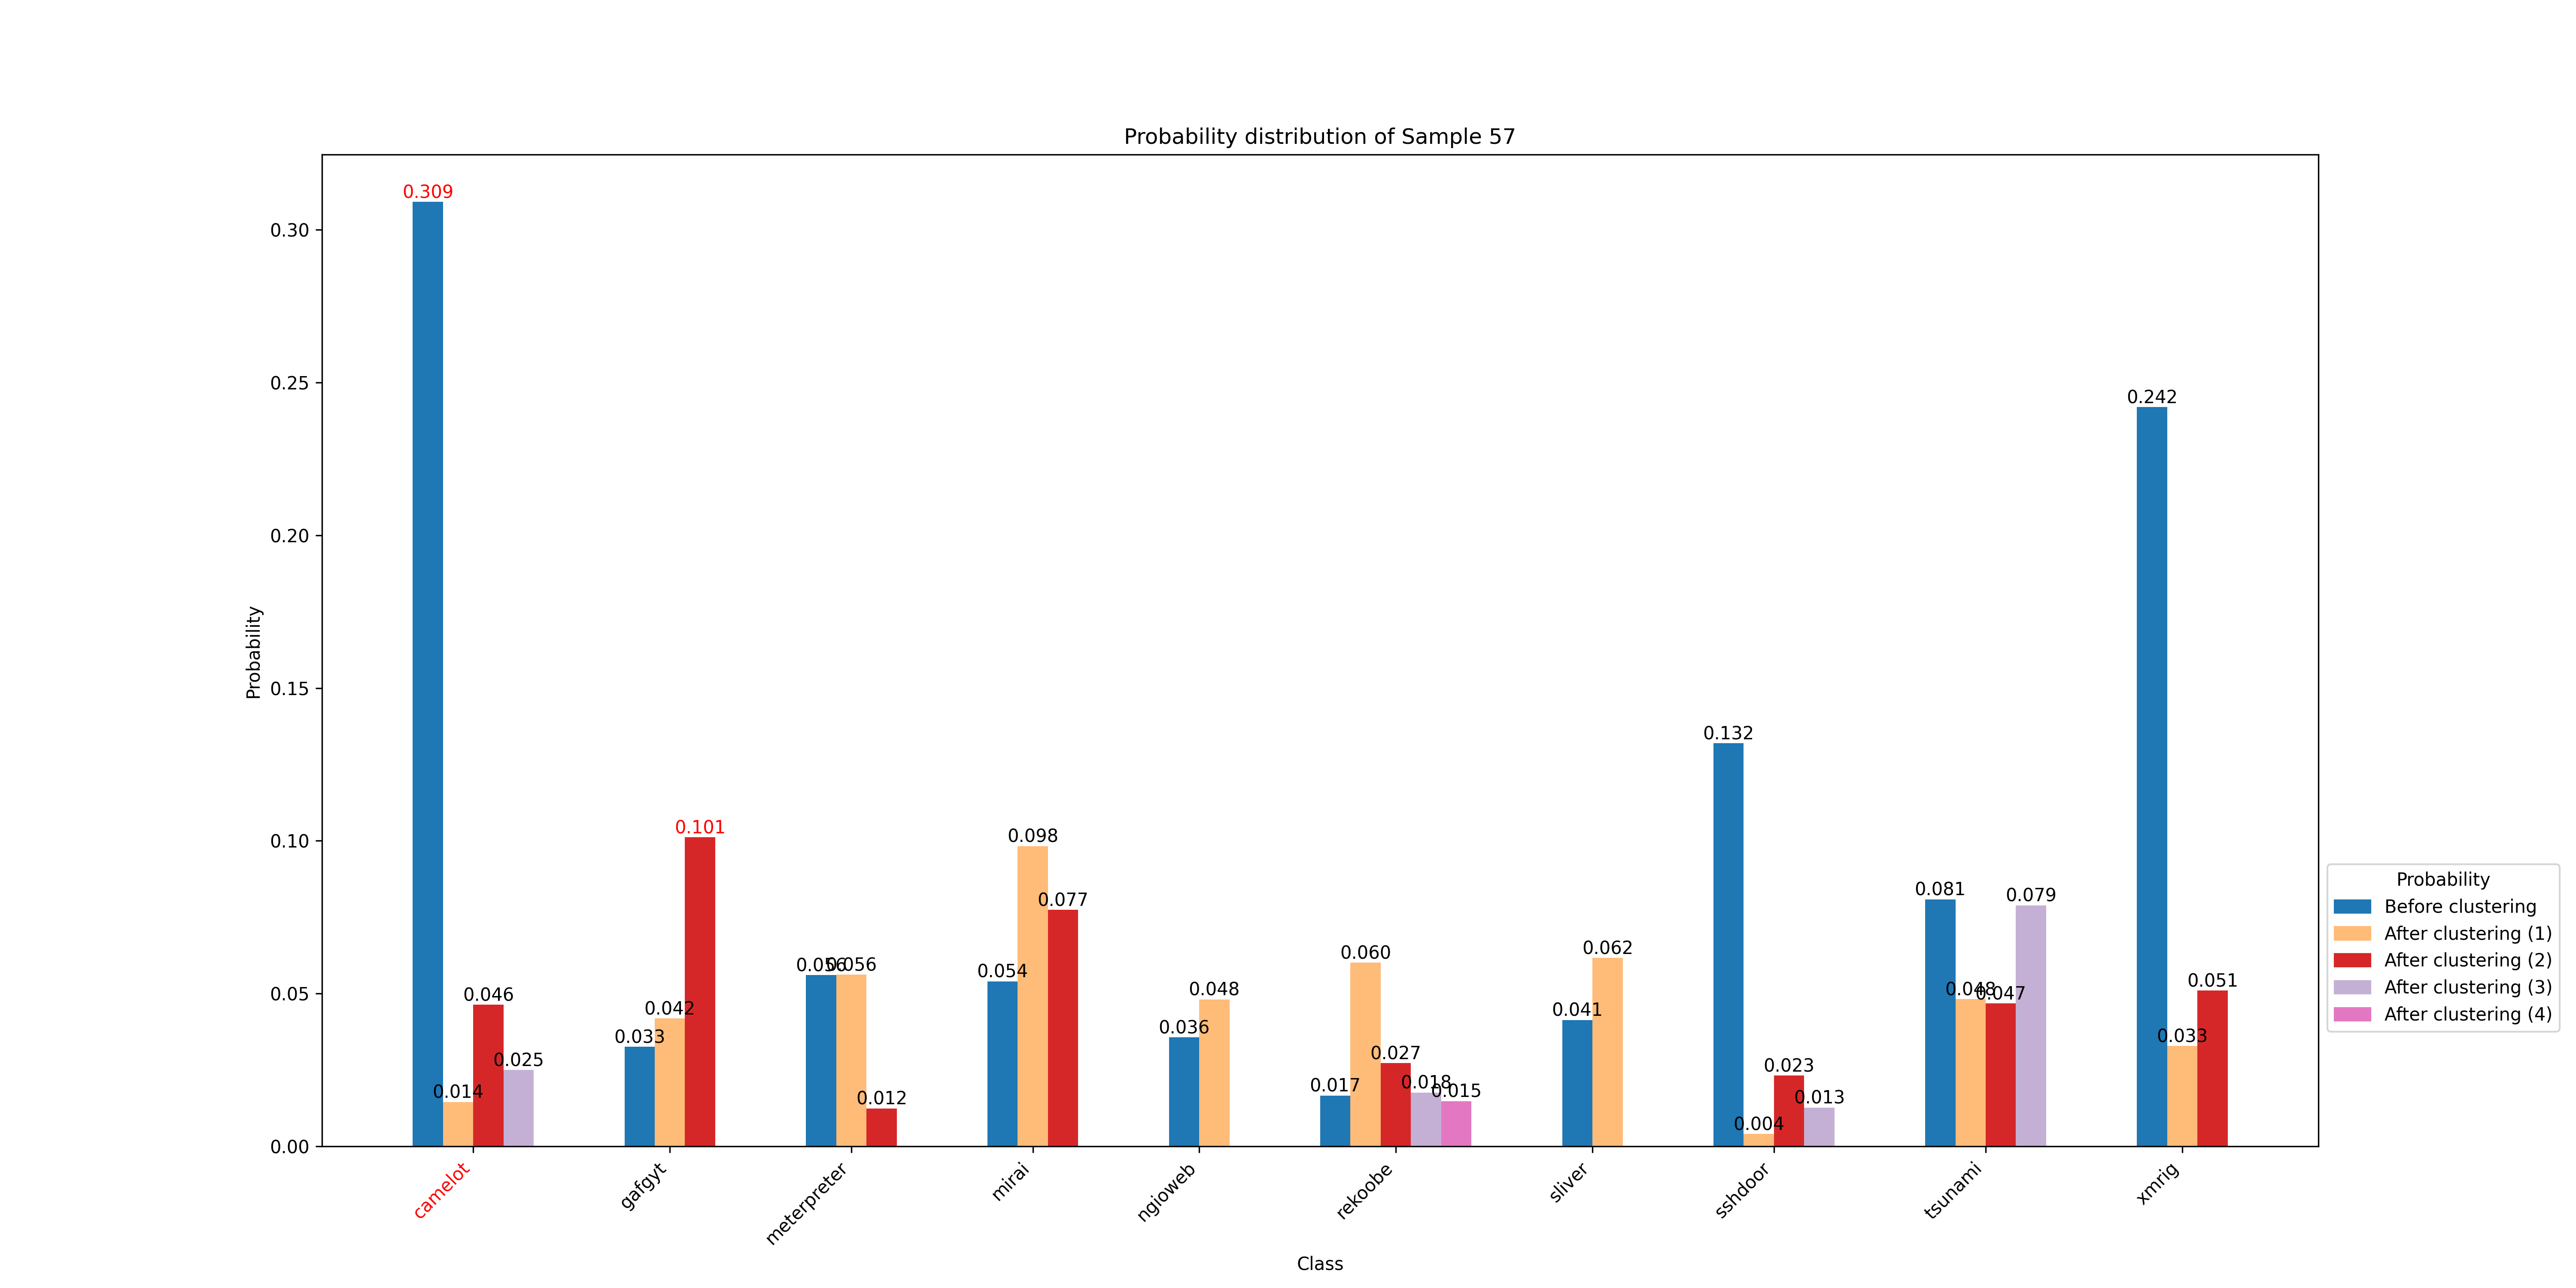 Probability distribution of Sample 57
Probability
0.30
0.25
0.20
0.15
0.10
0.05
0.00
0.309
0.014
0.046
0.025
0.033
0.042
0.101
0.056
0.056
0.012
0.054
0.098
0.077
0.036
0.048
0.017
0.060
0.027
0.018
0.015
0.041
0.062
0.132
0.004
0.023
0.013
0.081
0.048
0.047
0.079
0.242
0.033
0.051
camelot
gafgyt
meterpreter
mirai
ngioweb
rekoobe
sliver
sshdoor
tsunami
xmrig
Class
Probability
Before clustering
After clustering (1)
After clustering (2)
After clustering (3)
After clustering (4)